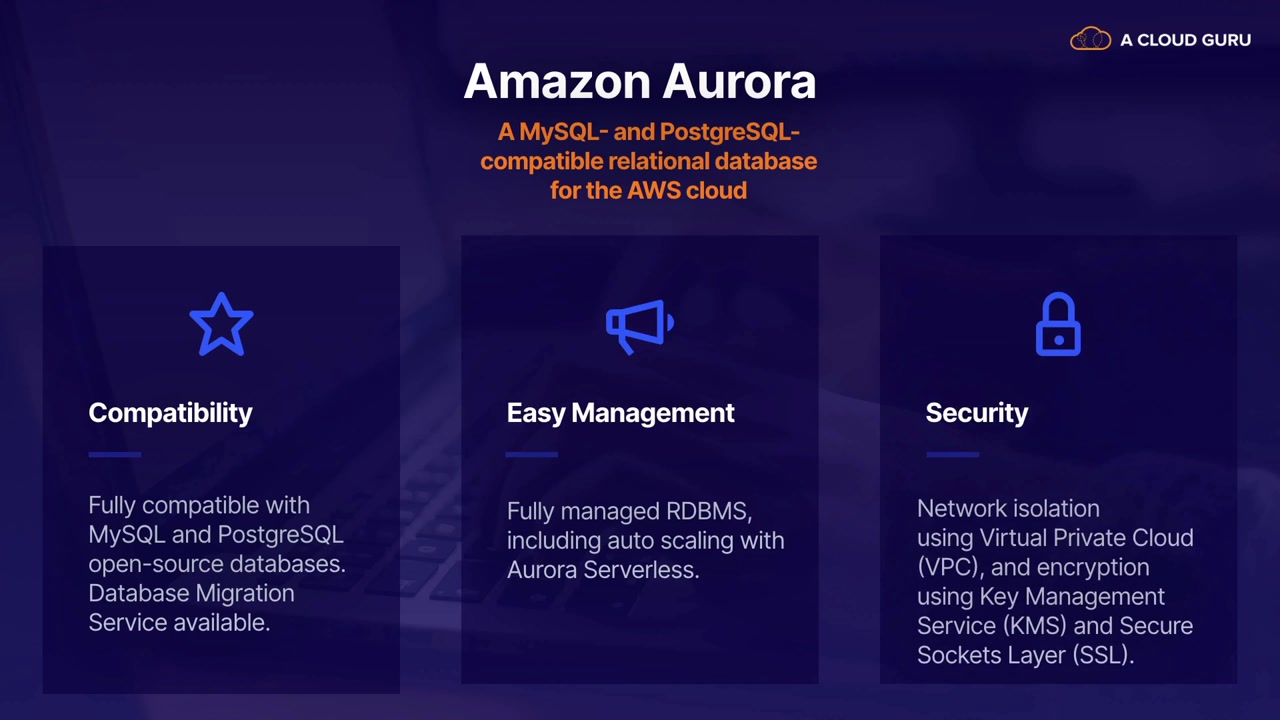 A CLOUD GURU
Amazon Aurora
A MySQL- and PostgreSQL-
compatible relational database
for the AWS cloud
Compatibility
Fully compatible with
MySQL and PostgreSQL
open-source databases.
Database Migration
Service available.
Easy Management
Fully managed RDBMS,
including auto scaling with
Aurora Serverless.
Security
Network isolation
using Virtual Private Cloud
(VPC), and encryption
using Key Management
Service (KMS) and Secure
Sockets Layer (SSL).